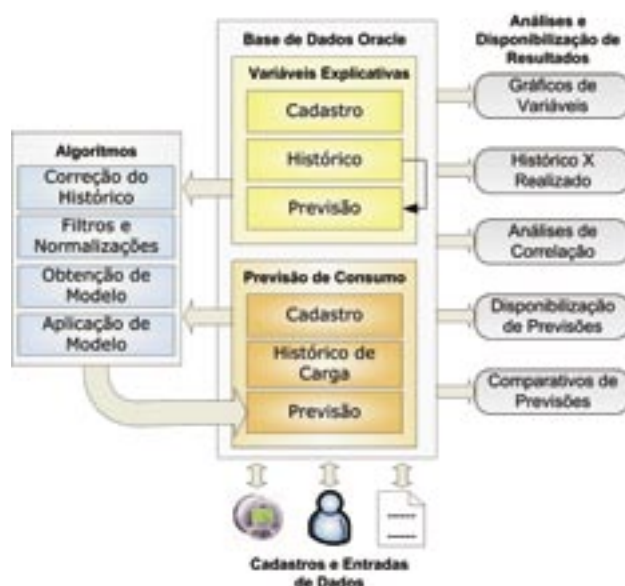 Base de Dados Oracle
Variáveis Explicativas
Cadastro
Histórico
Previsão
Previsão de Consumo
Cadastro
Histórico de
Carga
Previsão
Algoritmos
Correção do
Histórico
Filtros e
Normalizações
Obtenção de
Modelo
Aplicação de
Modelo
Análises e
Disponibilização de
Resultados
Gráficos de
Variáveis
Histórico X
Realizado
Análises de
Correlação
Disponibilização
de Previsões
Comparativos de
Previsões
Cadastros e Entradas
de Dados